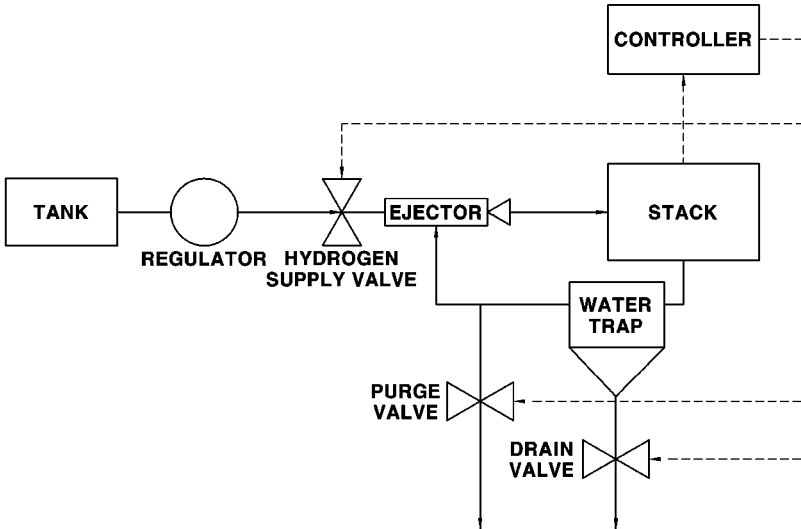 CONTROLLER
TANK
REGULATOR
HYDROGEN
SUPPLY VALVE
EJECTOR
STACK
WATER
TRAP
PURGE
VALVE
DRAIN
VALVE